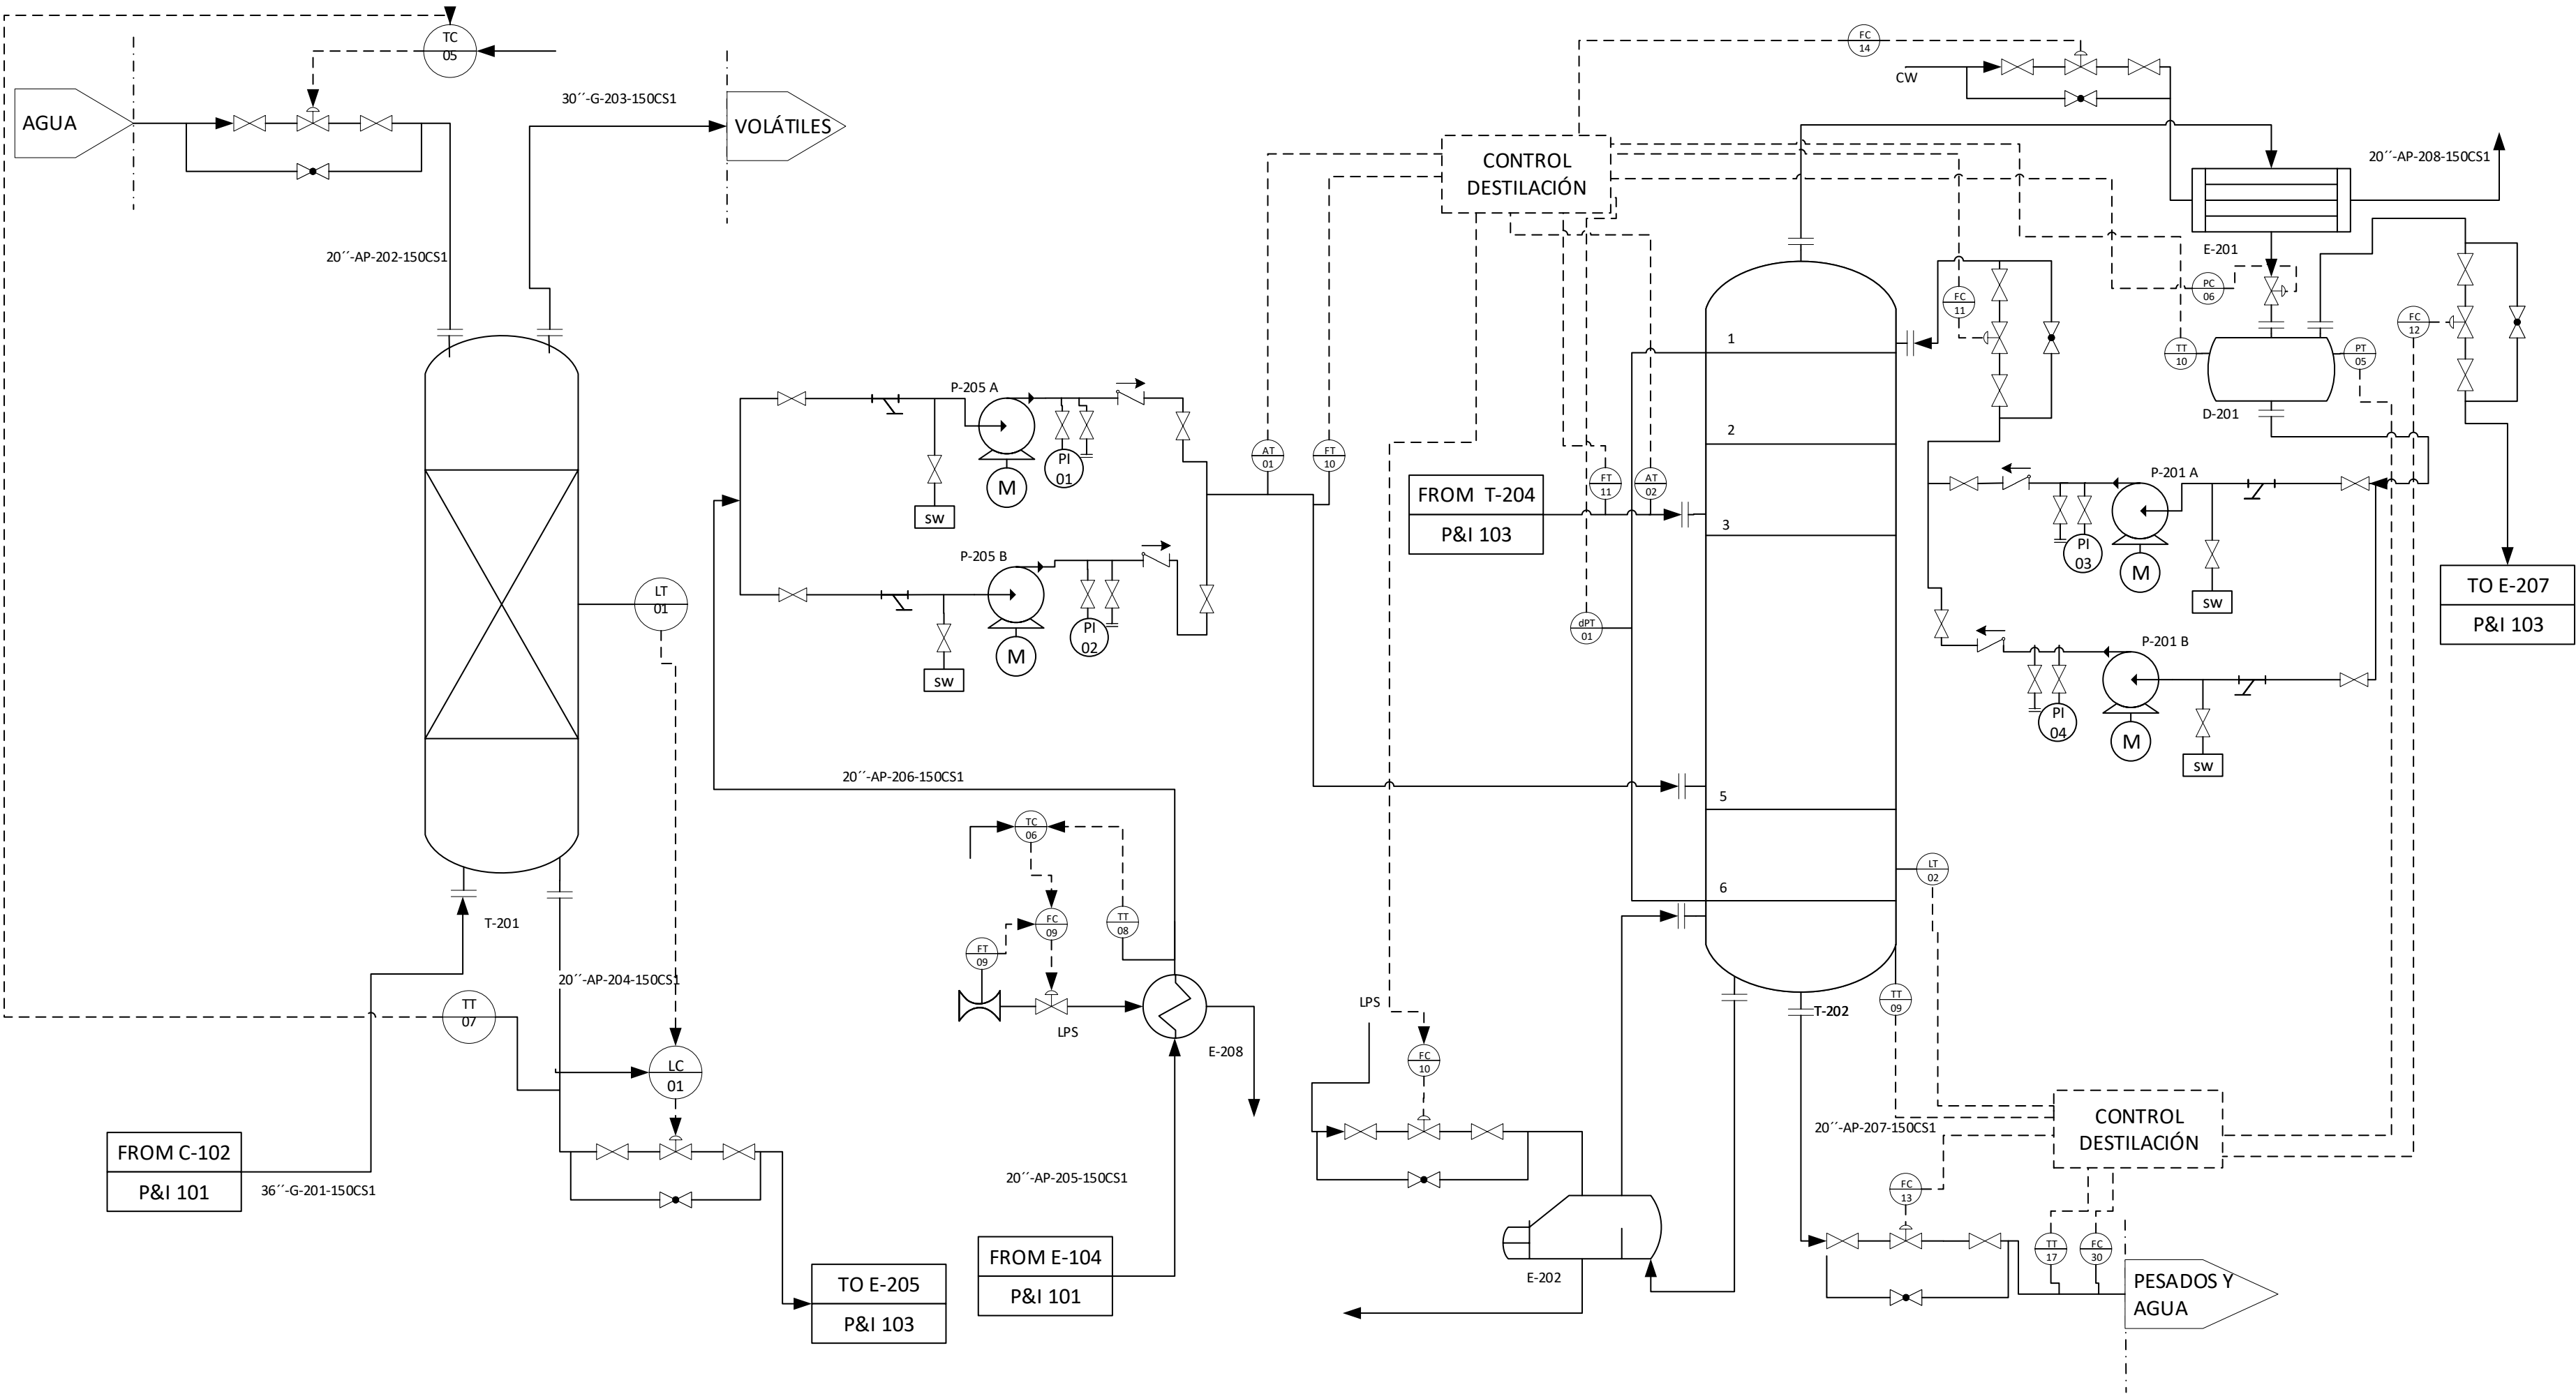 TC
05
AGUA
30´´-G-203-150CS1
VOLÁTILES
20´´-AP-202-150CS1
T-201
LT
01
20´´-AP-204-150CS1
TT
07
LC
01
FROM C-102
P&I 101
36´´-G-201-150CS1
TO E-205
P&I 103
P-205 A
M
PI
01
SW
P-205 B
M
PI
02
SW
20´´-AP-206-150CS1
TC
06
FC
09
TT
08
FT
09
LPS
E-208
20´´-AP-205-150CS1
FROM E-104
P&I 101
AT
01
FT
10
CONTROL
DESTILACIÓN
FROM T-204
P&I 103
FT
11
AT
02
dPT
01
1
2
3
5
6
LT
02
TT
09
T-202
LPS
FC
10
E-202
FC
14
CW
20´´-AP-208-150CS1
E-201
PC
06
FC
11
TT
10
PT
05
FC
12
D-201
P-201 A
PI
03
M
SW
P-201 B
PI
04
M
SW
TO E-207
P&I 103
CONTROL
DESTILACIÓN
20´´-AP-207-150CS1
FC
13
TT
17
FC
30
PESADOS Y
AGUA